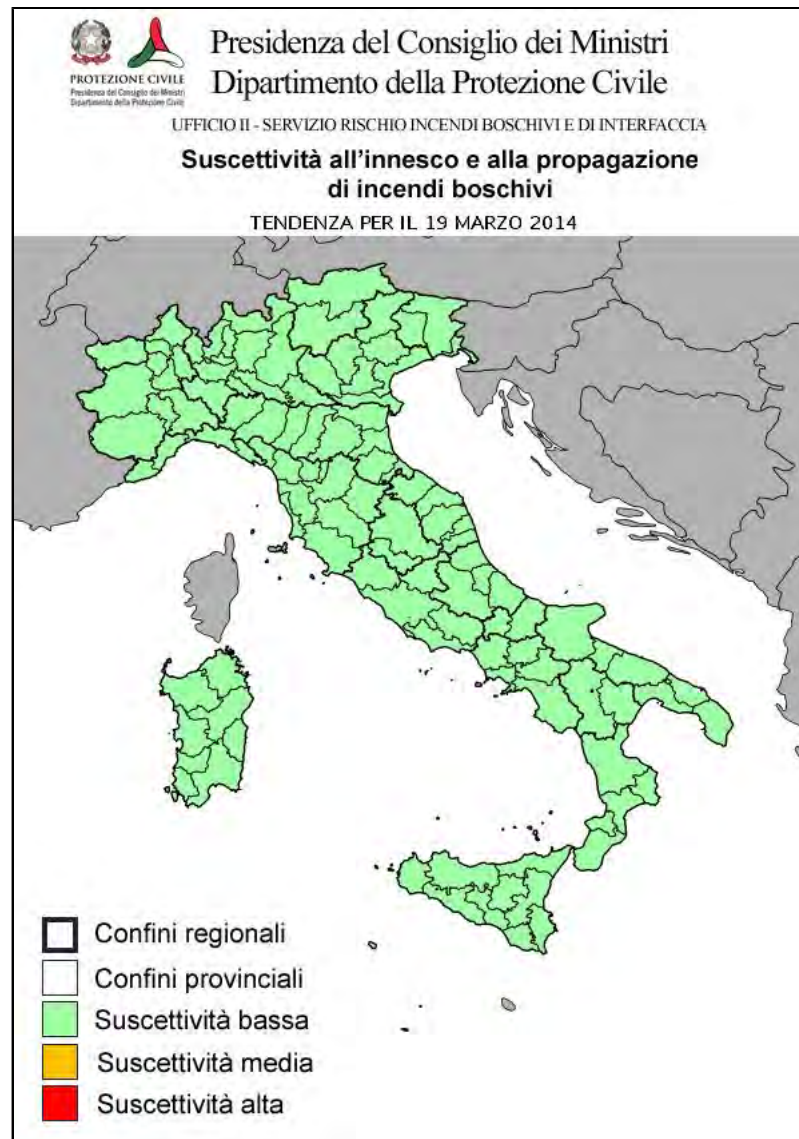 PROTEZIONE CIVILE
Presidenza del Consiglio dei Ministri
Dipartimento della Protezione Civile
Presidenza del Consiglio dei Ministri
Dipartimento della Protezione Civile
UFFICIO II - SERVIZIO RISCHIO INCENDI BOSCHIVI E DI INTERFACCIA
Suscettività all'innesco e alla propagazione
di incendi boschivi
TENDENZA PER IL 19 MARZO 2014
Confini regionali
Confini provinciali
Suscettività bassa
Suscettività media
Suscettività alta